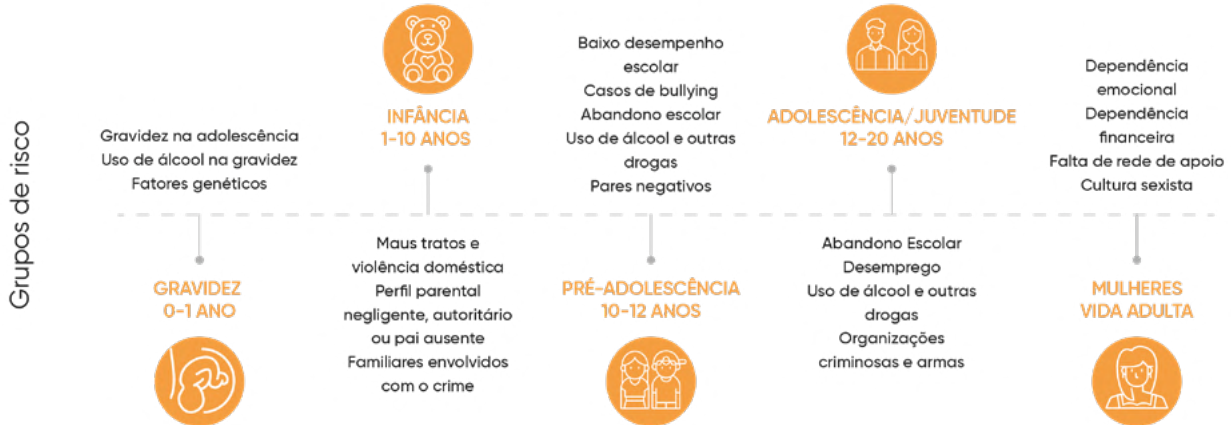 Grupos de risco
Gravidez na adolescência
Uso de álcool na gravidez
Fatores genéticos
GRAVIDEZ
0-1 ANO
INFÂNCIA
1-10 ANOS
Maus tratos e
violência doméstica
Perfil parental
negligente, autoritário
ou pai ausente
Familiares envolvidos
com o crime
Baixo desempenho
escolar
Casos de bullying
Abandono escolar
Uso de álcool e outras
drogas
Pares negativos
PRÉ-ADOLESCÊNCIA
10-12 ANOS
ADOLESCÊNCIA/JUVENTUDE
12-20 ANOS
Abandono Escolar
Desemprego
Uso de álcool e outras
drogas
Organizações
criminosas e armas
Dependência
emocional
Dependência
financeira
Falta de rede de apoio
Cultura sexista
MULHERES
VIDA ADULTA